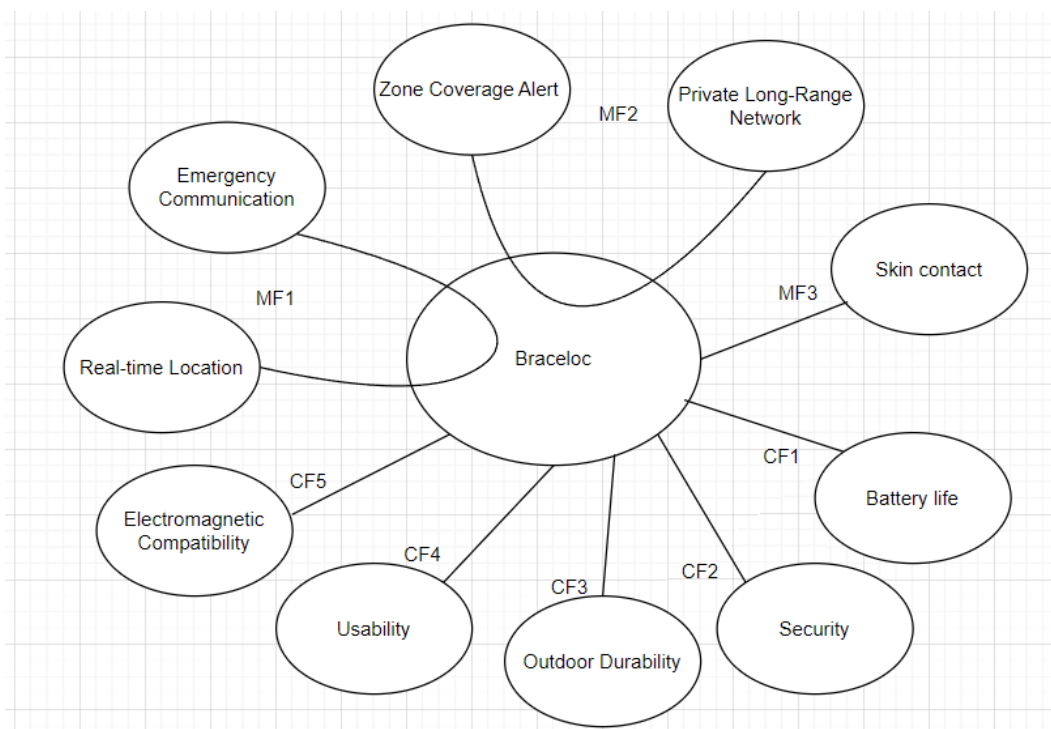 Zone Coverage Alert
MF2
Private Long-Range
Network
Emergency
Communication
Skin contact
MF3
MF1
Braceloc
Real-time Location
CF1
CF5
Battery life
Electromagnetic
Compatibility
CF4
CF2
CF3
Usability
Security
Outdoor Durability